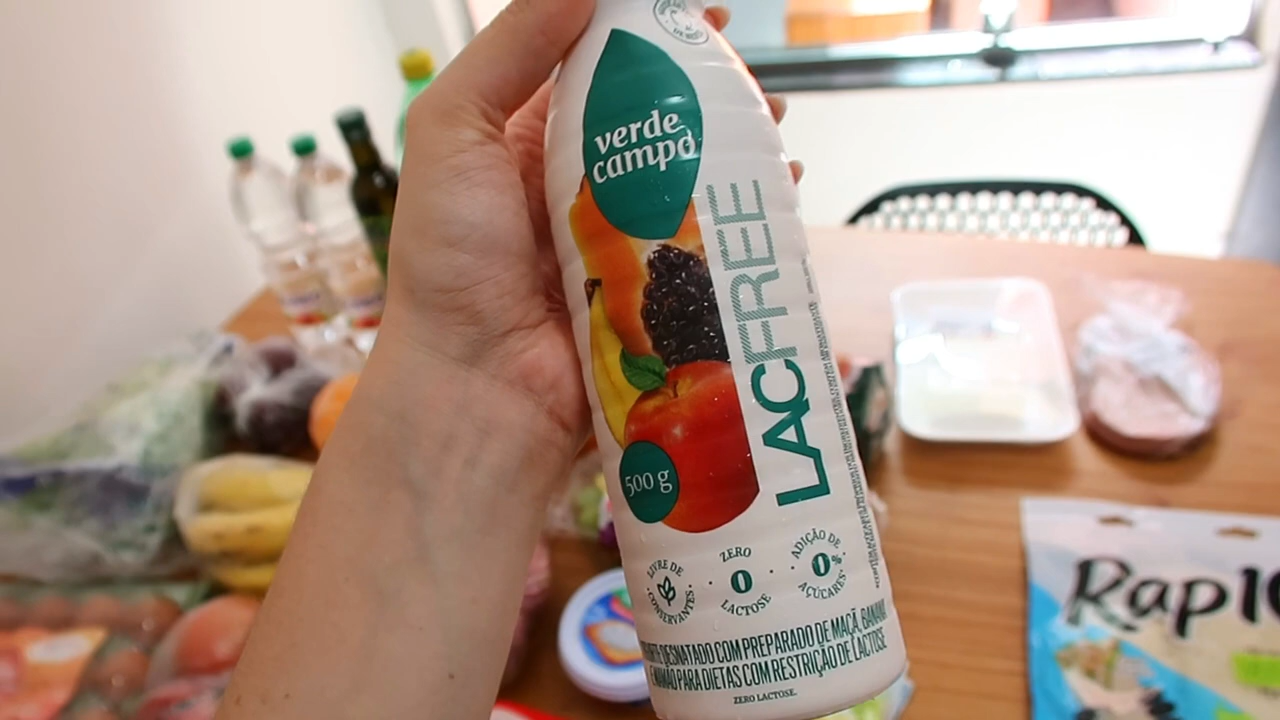 verde
campo
LACFREE
500 g
LIVRE DE
CONSERVANTES
ZERO
0
LACTOSE
ADIÇÃO DE
0%
AÇÚCARES
DESNATADO COM PREPARADO DE MAÇÃ, BANANA
E MAMÃO PARA DIETAS COM RESTRIÇÃO DE LACTOSE
ZERO LACTOSE.
Rap10